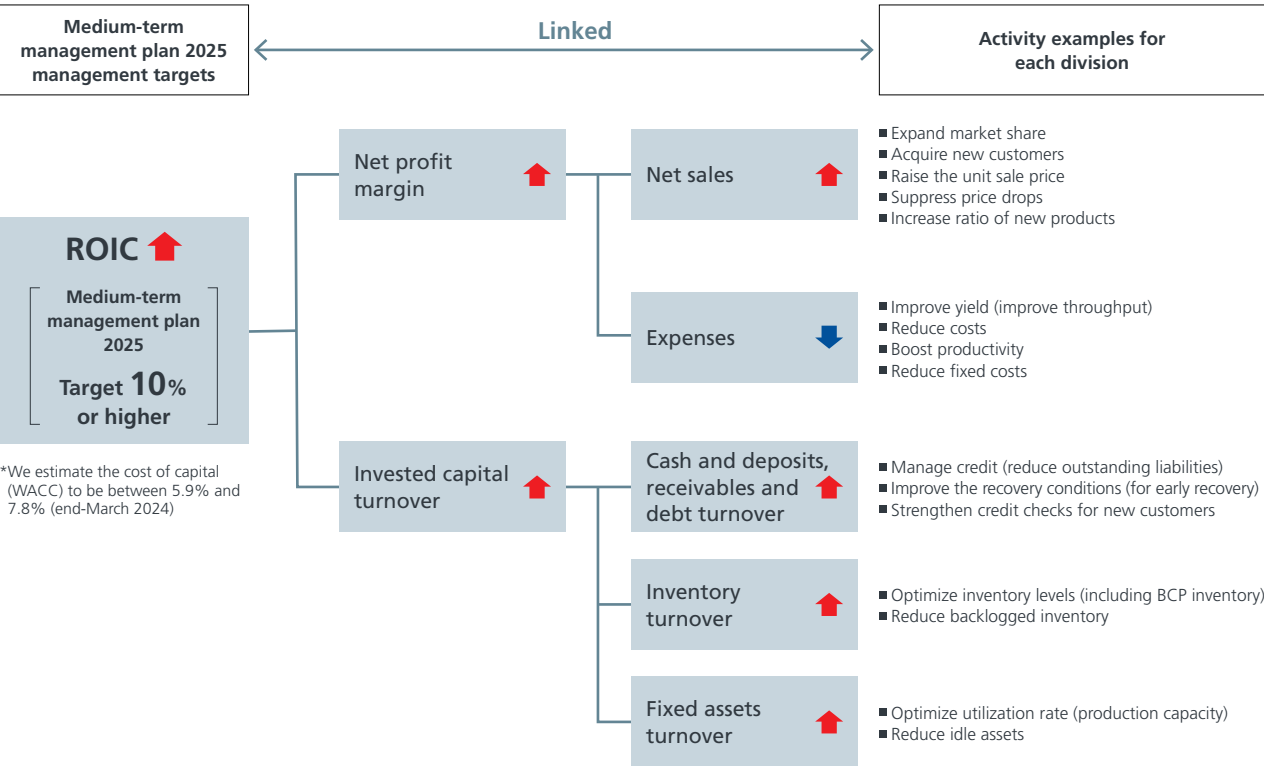 Medium-term
management plan 2025
management targets
Linked
Activity examples for
each division
ROIC
Medium-term
management plan
2025
Target 10%
or higher
*We estimate the cost of capital
(WACC) to be between 5.9% and
7.8% (end-March 2024)
Net profit
margin
Net sales
■ Expand market share
■ Acquire new customers
■ Raise the unit sale price
■ Suppress price drops
■ Increase ratio of new products
Expenses
■ Improve yield (improve throughput)
■ Reduce costs
■ Boost productivity
■ Reduce fixed costs
Invested capital
turnover
Cash and deposits,
receivables and
debt turnover
■ Manage credit (reduce outstanding liabilities)
■ Improve the recovery conditions (for early recovery)
■ Strengthen credit checks for new customers
Inventory
turnover
■ Optimize inventory levels (including BCP inventory)
■ Reduce backlogged inventory
Fixed assets
turnover
■ Optimize utilization rate (production capacity)
■ Reduce idle assets